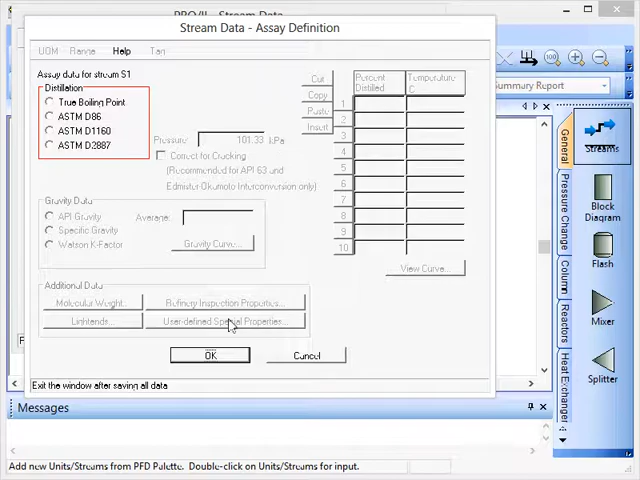 PRO/II - Stream Data
Stream Data - Assay Definition
UOM Range Help Tag
Assay data for stream S1
Distillation
True Boiling Point
ASTM D86
ASTM D1160
ASTM D2887
Pressure: 101.33 kPa
Correct for Cracking
(Recommended for API 63 and
Edmister-Okumoto Interconversion only)
Cut
Copy
Paste
Insert
Percent Distilled
Temperature C
1
2
3
4
5
6
7
8
9
10
View Curve...
Gravity Data
API Gravity
Specific Gravity
Watson K-Factor
Average:
Gravity Curve...
Additional Data
Molecular Weight...
Refinery Inspection Properties...
Lightends...
User-defined Special Properties...
OK
Cancel
Exit the window after saving all data
Summary Report
General
Pressure Change
Column
Reactors
Heat Exchanger
Streams
Block
Diagram
Flash
Mixer
Splitter
Messages
Add new Units/Streams from PFD Palette. Double-click on Units/Streams for input.